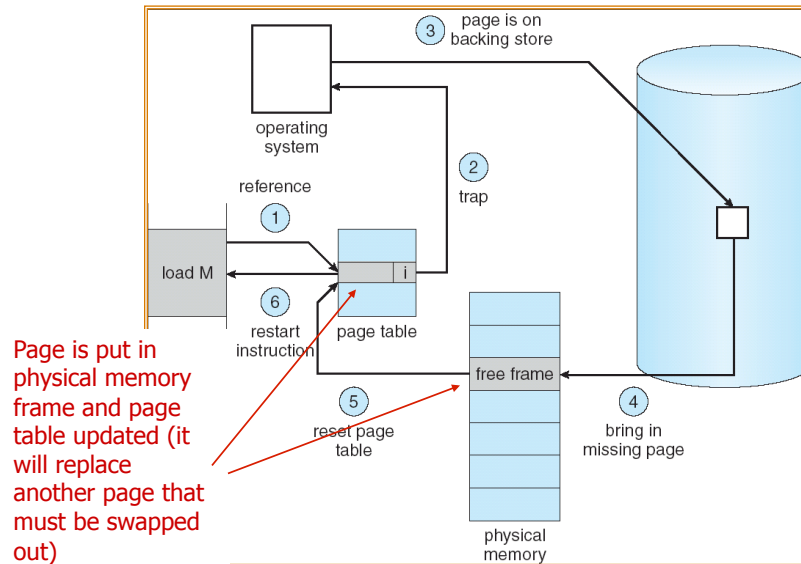 3
page is on
backing store
operating
system
2
trap
reference
1
load M
i
6
restart
instruction
page table
Page is put in
physical memory
frame and page
table updated (it
will replace
another page that
must be swapped
out)
free frame
5
reset page
table
4
bring in
missing page
physical
memory